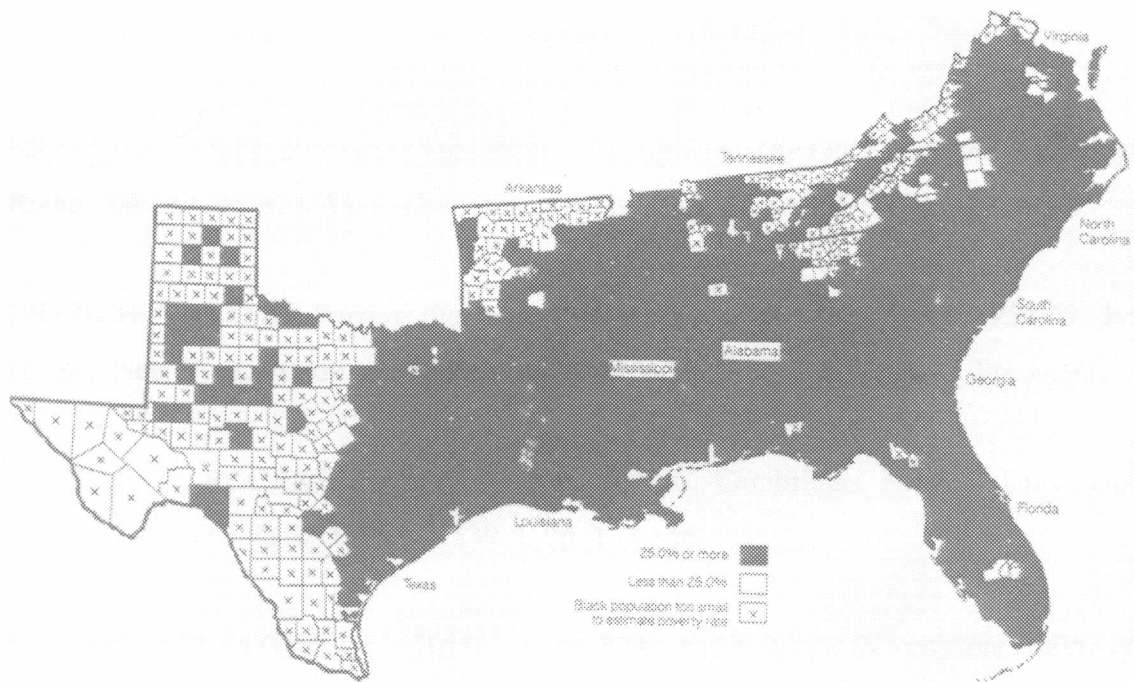 Virginia
Tennessee
Arkansas
North
Carolina
South
Carolina
Alabama
Mississippi
Georgia
Florida
Louisiana
Texas
25.0% or more
Less than 25.0%
Black population too small
to estimate poverty rate